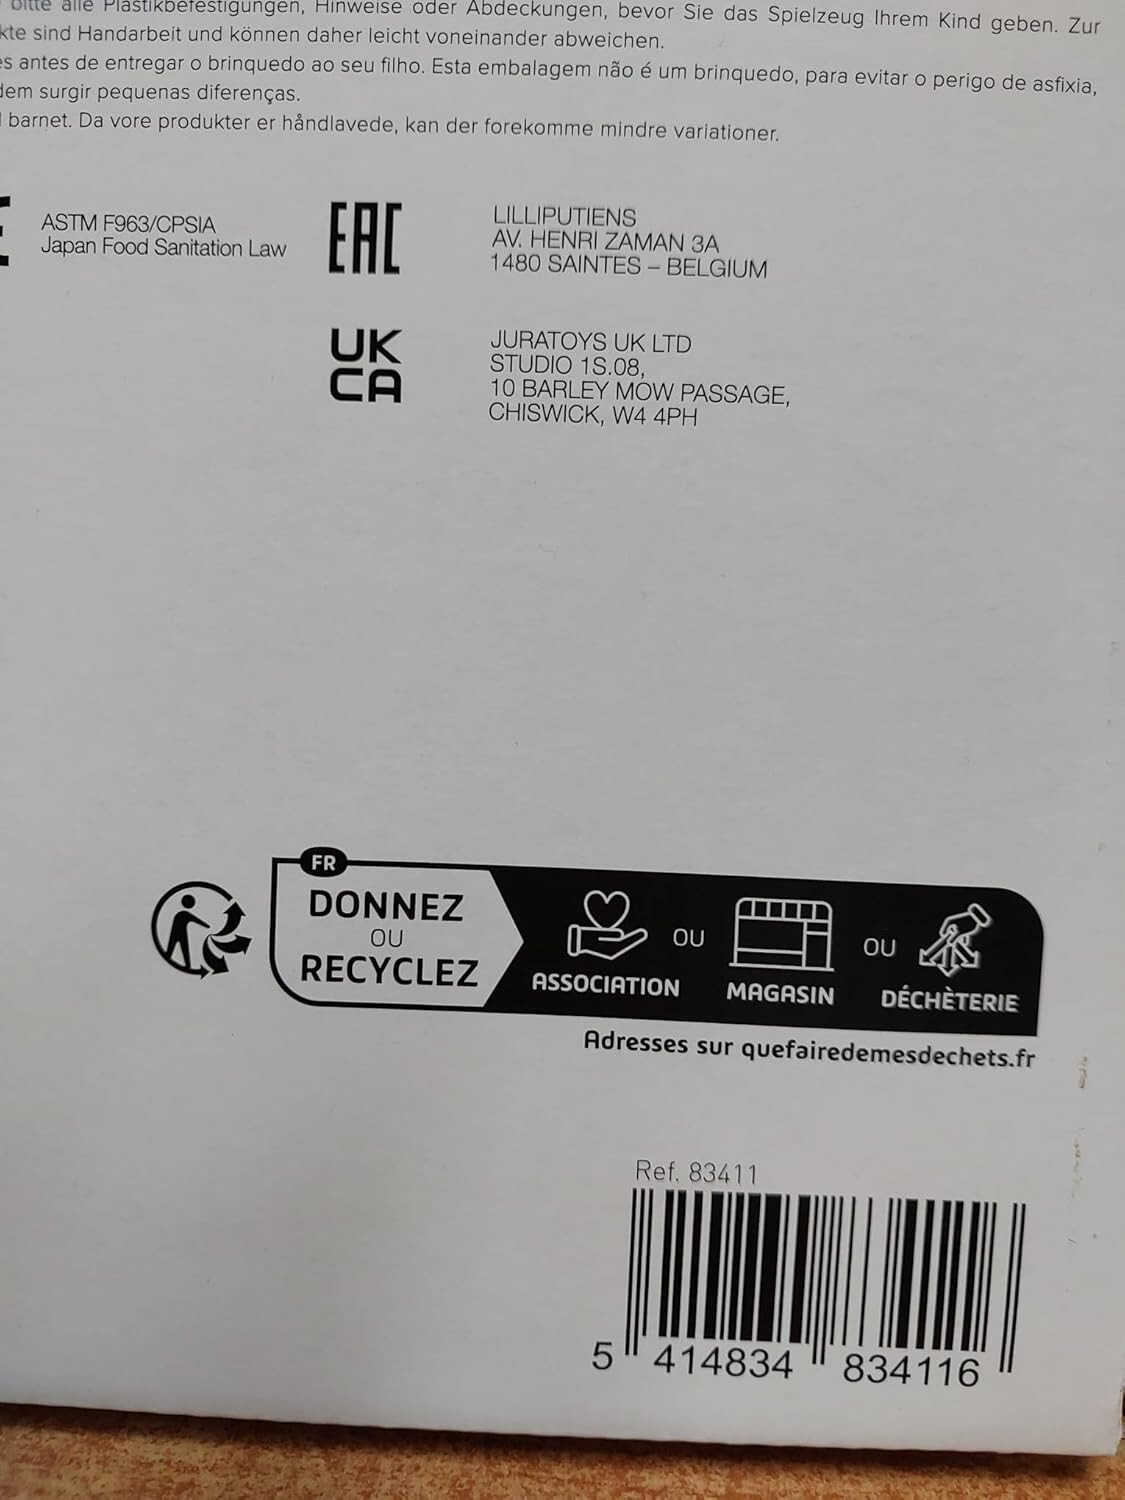 bitte alle Plastikbefestigungen, Hinweise oder Abdeckungen, bevor Sie das Spielzeug Ihrem Kind geben. Zur
kte sind Handarbeit und können daher leicht voneinander abweichen.
es antes de entregar o brinquedo ao seu filho. Esta embalagem não é um brinquedo, para evitar o perigo de asfixia,
dem surgir pequenas diferenças.
barnet. Da vore produkter er håndlavede, kan der forekomme mindre variationer.
ASTM F963/CPSIA
Japan Food Sanitation Law
EAC
LILLIPUTIENS
AV. HENRI ZAMAN 3A
1480 SAINTES – BELGIUM
UK
CA
JURATOYS UK LTD
STUDIO 1S.08,
10 BARLEY MOW PASSAGE,
CHISWICK, W4 4PH
FR
DONNEZ
OU
RECYCLEZ
ASSOCIATION
OU
MAGASIN
OU
DÉCHÈTERIE
Adresses sur quefairedemesdechets.fr
Ref. 83411
5 414834 834116